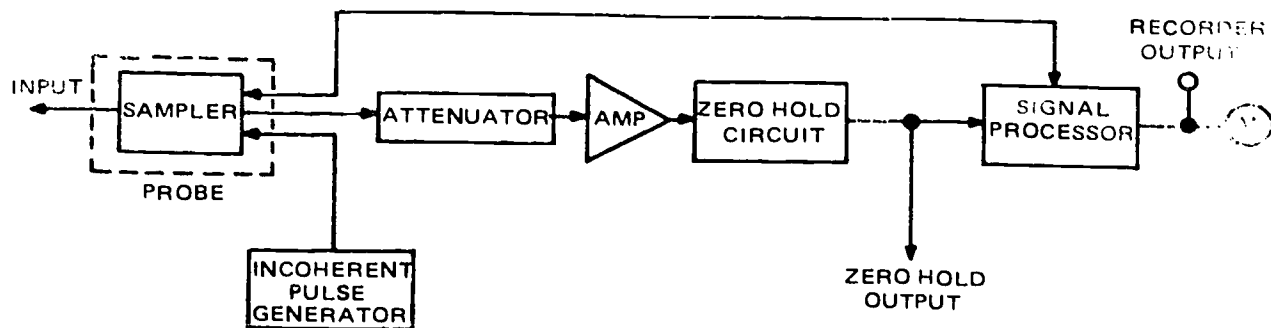 RECORDER
OUTPUT
INPUT
SAMPLER
PROBE
ATTENUATOR
AMP
ZERO HOLD
CIRCUIT
SIGNAL
PROCESSOR
INCOHERENT
PULSE
GENERATOR
ZERO HOLD
OUTPUT